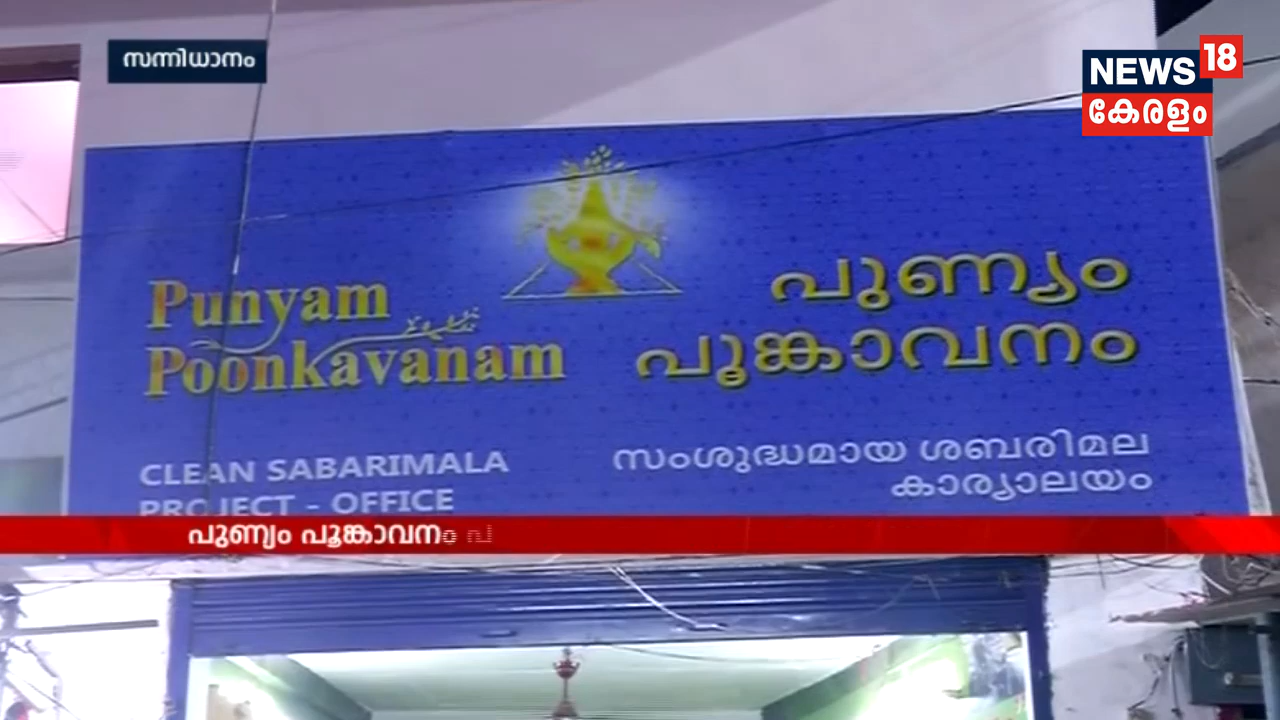 സന്നിധാനം
NEWS 18
കേരളം
Punyam
Poonkavanam
പുണ്യം
പൂങ്കാവനം
CLEAN SABARIMALA
PROJECT - OFFICE
സംശുദ്ധമായ ശബരിമല
കാര്യാലയം
പുണ്യം പൂങ്കാവനം